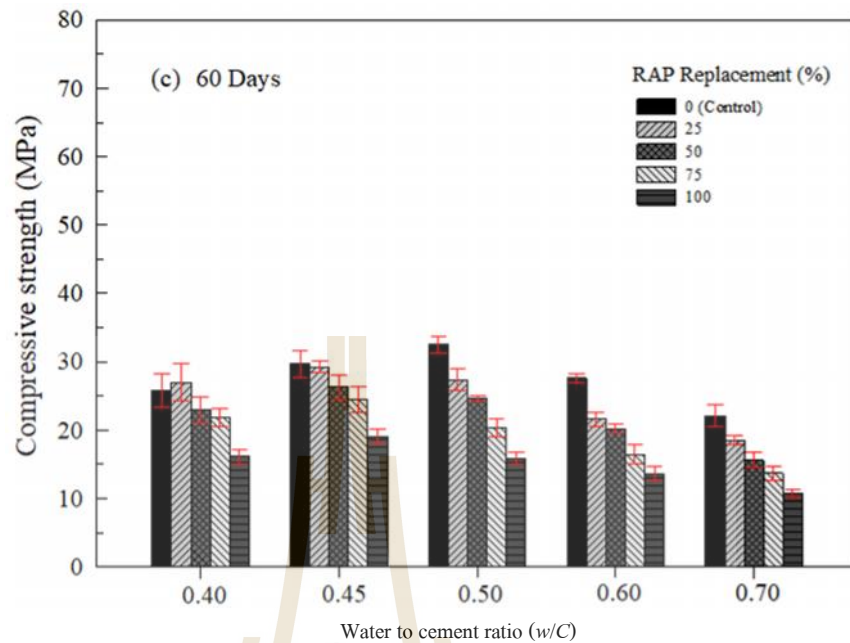 80
70
60
50
40
30
20
10
0
Compressive strength (MPa)
(c) 60 Days
RAP Replacement (%)
0 (Control)
25
50
75
100
0.40 0.45 0.50 0.60 0.70
Water to cement ratio (w/C)